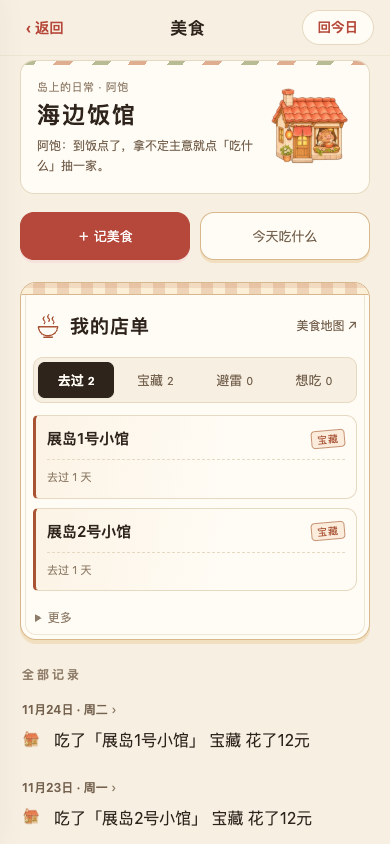 ‹ 返回
美食
回今日
岛上的日常 · 阿饱
海边饭馆
阿饱：到饭点了，拿不定主意就点「吃什
么」抽一家。
＋ 记美食
今天吃什么
我的店单
美食地图 ↗
去过 2
宝藏 2
避雷 0
想吃 0
展岛1号小馆
宝藏
去过 1 天
展岛2号小馆
宝藏
去过 1 天
▶ 更多
全部记录
11月24日 · 周二 ›
吃了「展岛1号小馆」 宝藏 花了12元
11月23日 · 周一 ›
吃了「展岛2号小馆」 宝藏 花了12元